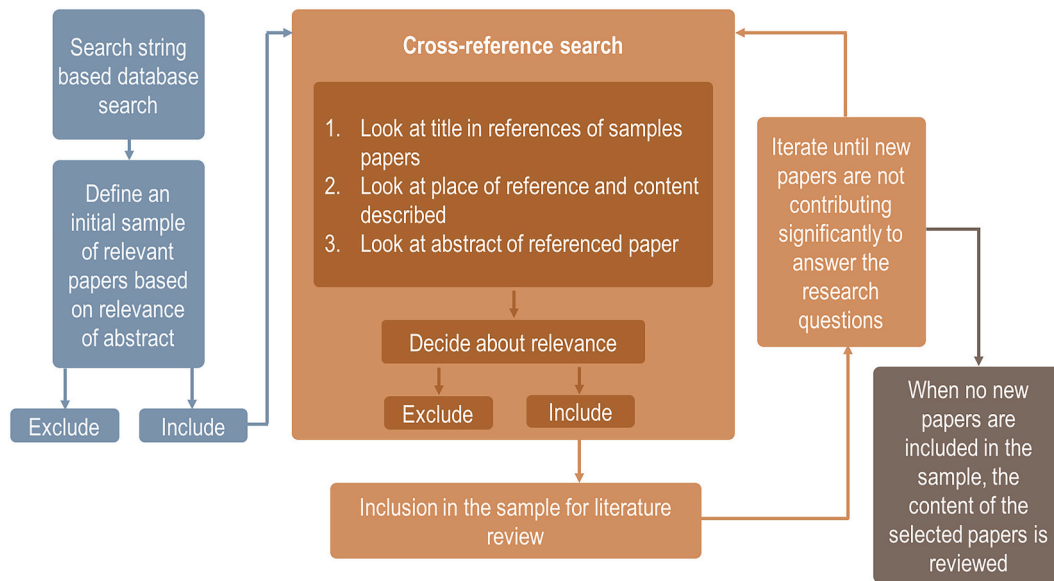 Search string
based database
search
Define an
initial sample
of relevant
papers based
on relevance
of abstract
Exclude
Include
Cross-reference search
1. Look at title in references of samples
papers
2. Look at place of reference and content
described
3. Look at abstract of referenced paper
Decide about relevance
Exclude
Include
Inclusion in the sample for literature
review
Iterate until new
papers are not
contributing
significantly to
answer the
research
questions
When no new
papers are
included in the
sample, the
content of the
selected papers is
reviewed